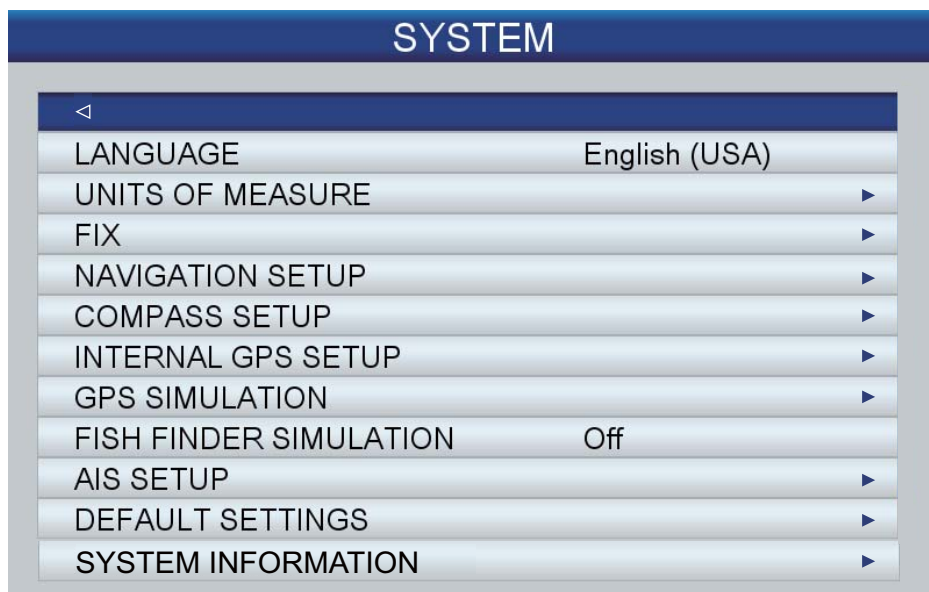 SYSTEM
LANGUAGE English (USA)
UNITS OF MEASURE
FIX
NAVIGATION SETUP
COMPASS SETUP
INTERNAL GPS SETUP
GPS SIMULATION
FISH FINDER SIMULATION Off
AIS SETUP
DEFAULT SETTINGS
SYSTEM INFORMATION